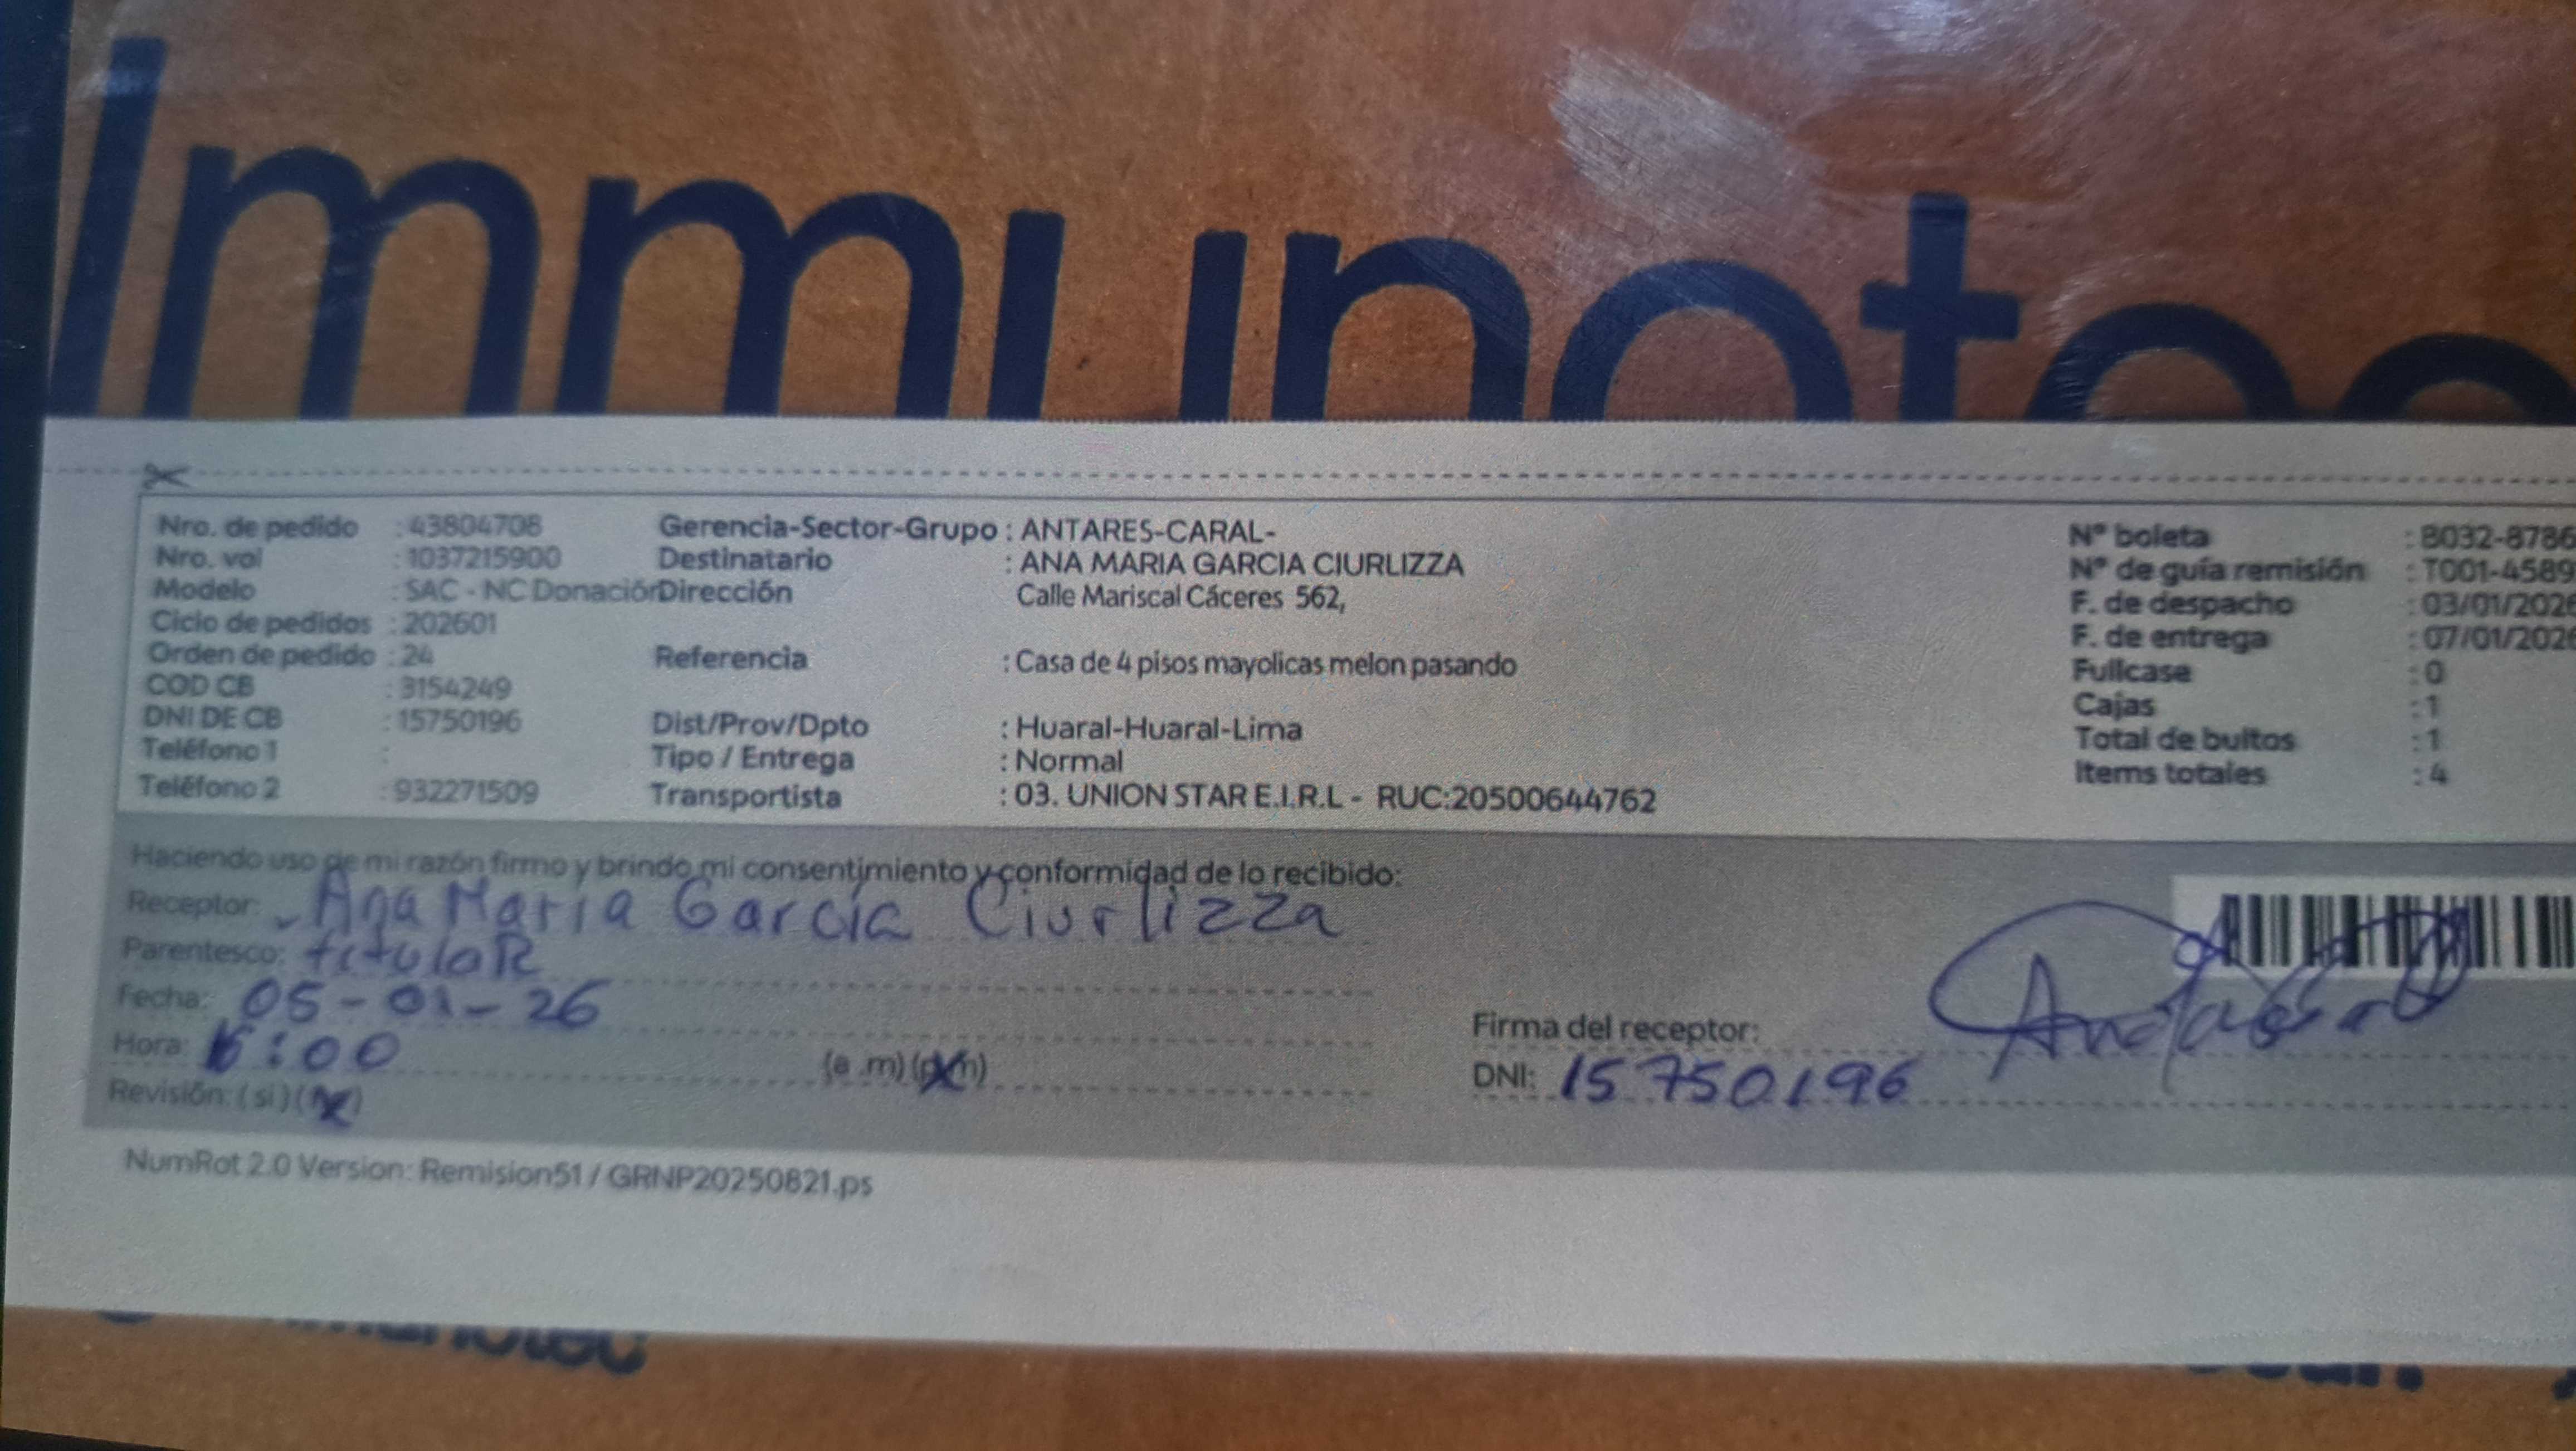 Immunotec
Nro. de pedido : 43804708 Gerencia-Sector-Grupo : ANTARES-CARAL- N° boleta : B032-8786
Nro. vol : 1037215900 Destinatario : ANA MARIA GARCIA CIURLIZZA N° de guía remisión : T001-4589
Modelo : SAC - NC Donación Dirección Calle Mariscal Cáceres 562, F. de despacho : 03/01/2026
Ciclo de pedidos : 202601 F. de entrega : 07/01/2026
Orden de pedido : 24 Referencia : Casa de 4 pisos mayolicas melon pasando Fullcase : 0
COD CB : 3154249 Cajas : 1
DNI DE CB : 15750196 Dist/Prov/Dpto : Huaral-Huaral-Lima Total de bultos : 1
Teléfono 1 : Tipo / Entrega : Normal Items totales : 4
Teléfono 2 : 932271509 Transportista : 03. UNION STAR E.I.R.L - RUC:20500644762
Haciendo uso de mi razón firmo y brindo mi consentimiento y conformidad de lo recibido:
Receptor: Ana Maria Garcia Ciurlizza
Parentesco: titulaR
Fecha: 05-01-26
Hora: 6:00 (a .m) (p.m)
Firma del receptor:
Revisión: (si) (
DNI: 15750196
NumRot 2.0 Version: Remision51 / GRNP20250821.ps
immunotec